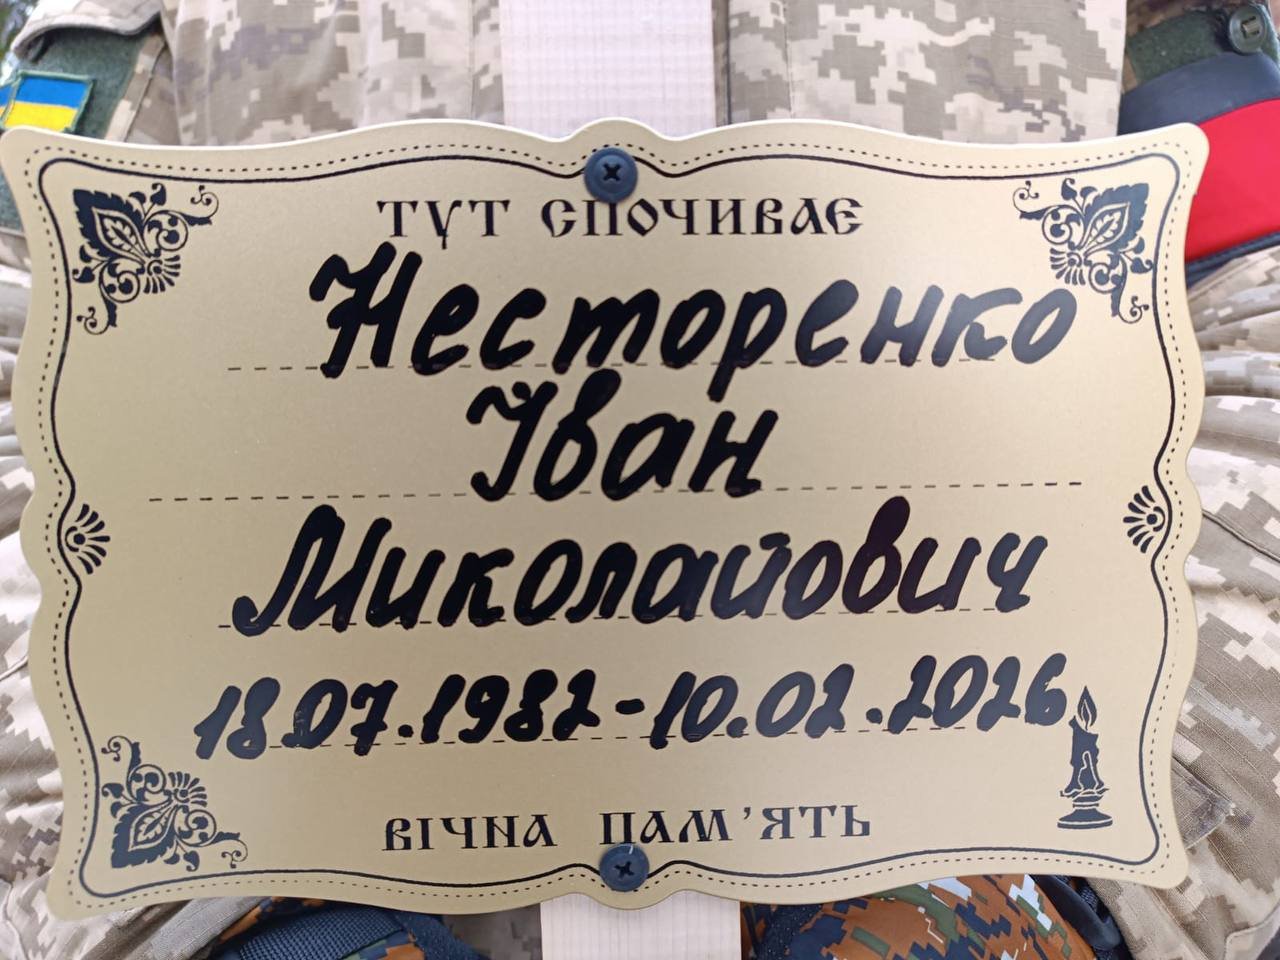 ТУТ СПОЧИВАЄ
Несторенко
Іван
Миколайович
18.07.1982-10.02.2026
ВІЧНА ПАМ'ЯТЬ